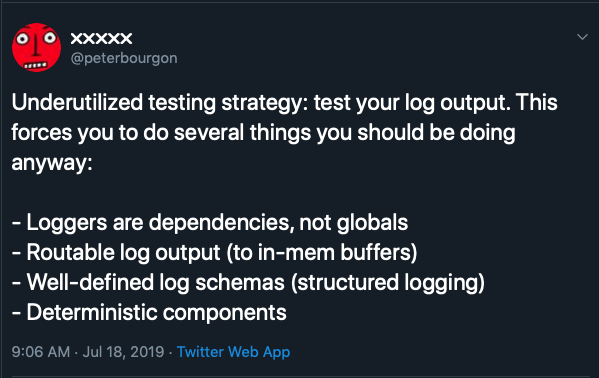 xxxxx
@peterbourgon
Underutilized testing strategy: test your log output. This
forces you to do several things you should be doing
anyway:
- Loggers are dependencies, not globals
- Routable log output (to in-mem buffers)
- Well-defined log schemas (structured logging)
- Deterministic components
9:06 AM · Jul 18, 2019 · Twitter Web App